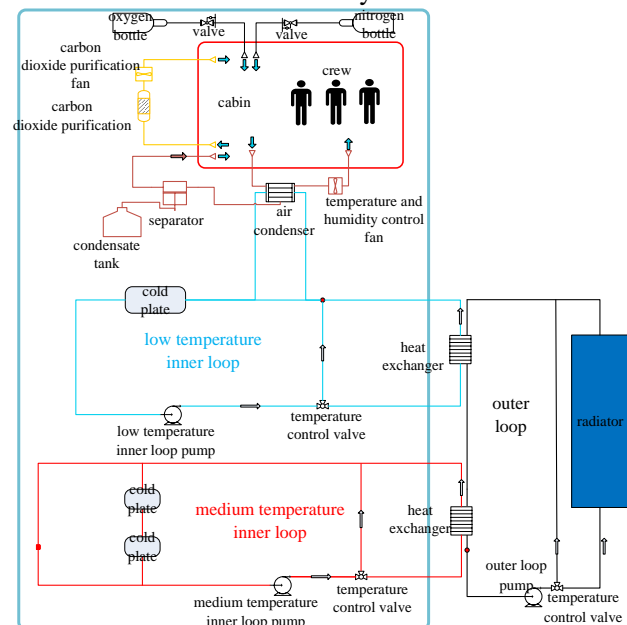 oxygen
bottle
valve
valve
nitrogen
bottle
carbon
dioxide purification
fan
carbon
dioxide purification
cabin
crew
separator
condensate
tank
air
condenser
temperature and
humidity control
fan
cold
plate
low temperature
inner loop
low temperature
inner loop pump
temperature
control valve
heat
exchanger
outer
loop
radiator
cold
plate
cold
plate
medium temperature
inner loop
medium temperature
inner loop pump
temperature
control valve
heat
exchanger
outer loop
pump
temperature
control valve